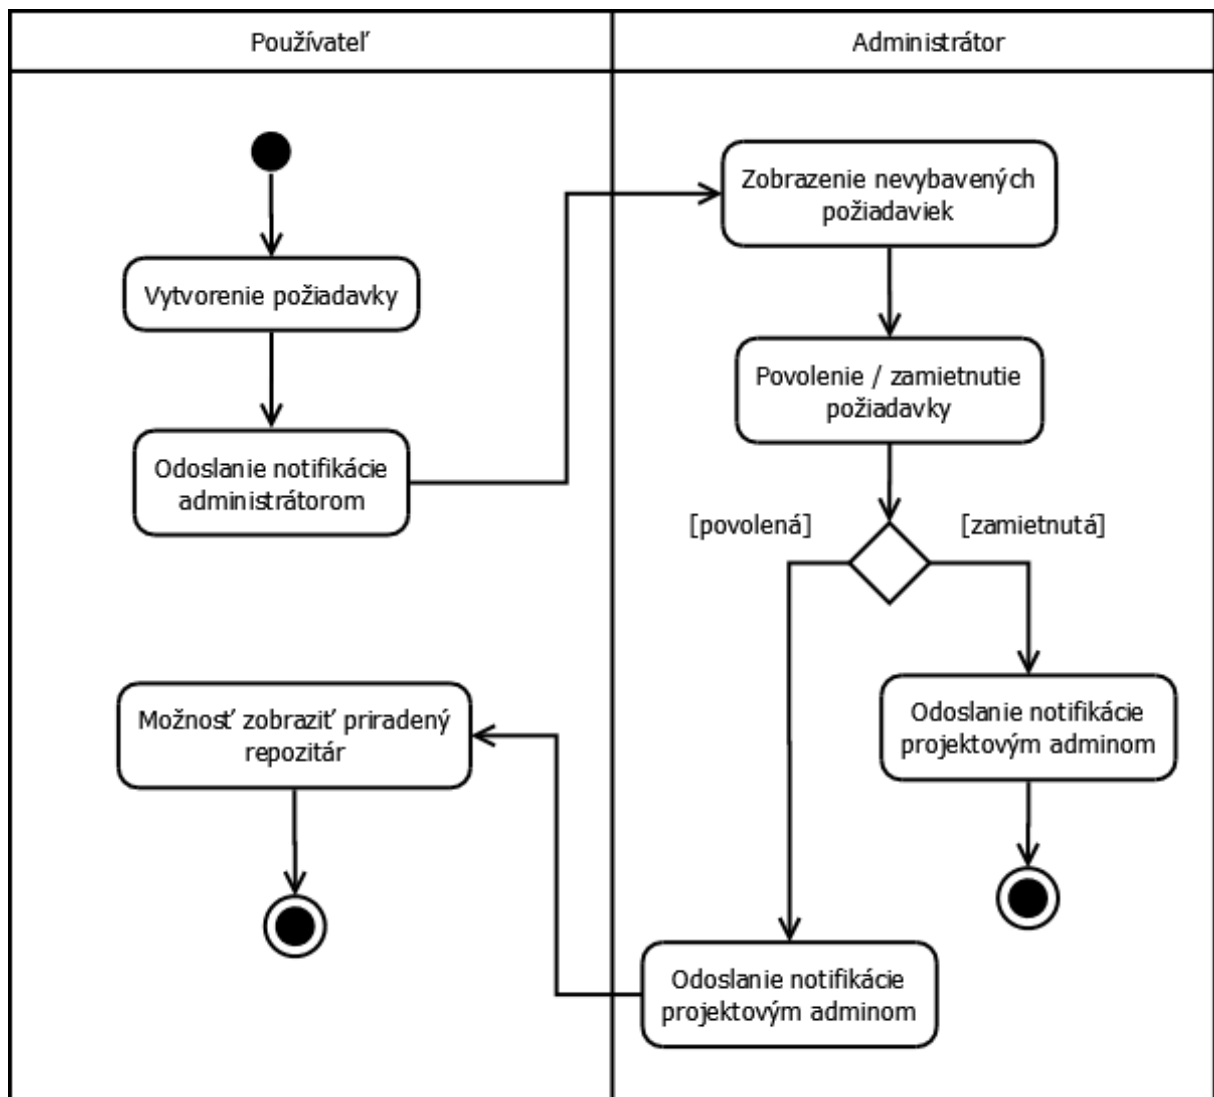 Používateľ
Administrátor
Vytvorenie požiadavky
Odoslanie notifikácie
administrátorom
Zobrazenie nevybavených
požiadaviek
Povolenie / zamietnutie
požiadavky
[povolená]
[zamietnutá]
Odoslanie notifikácie
projektovým adminom
Odoslanie notifikácie
projektovým adminom
Možnosť zobraziť priradený
repozitár